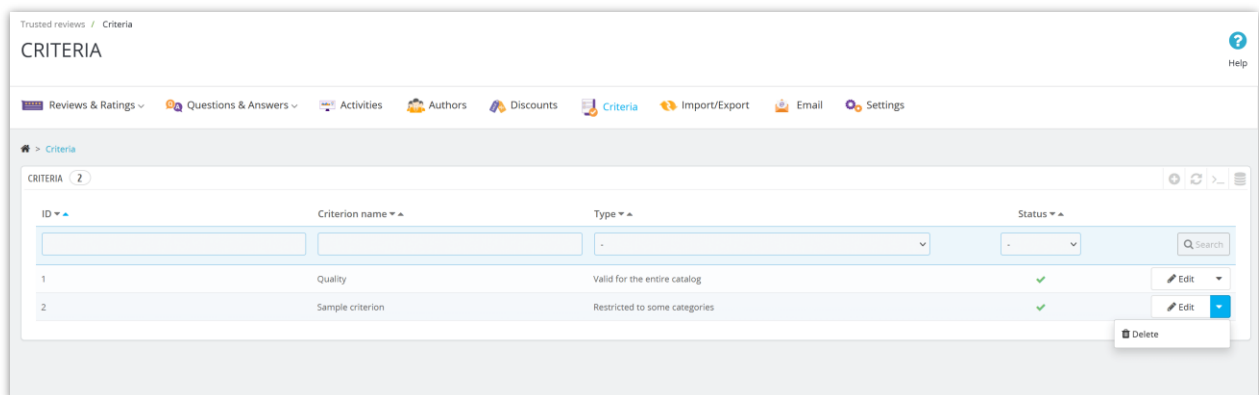 Trusted reviews / Criteria
CRITERIA
Help
Reviews & Ratings Questions & Answers Activities Authors Discounts Criteria Import/Export Email Settings
> Criteria
CRITERIA 2
ID Criterion name Type Status
- - Search
1 Quality Valid for the entire catalog Edit
2 Sample criterion Restricted to some categories Edit
Delete